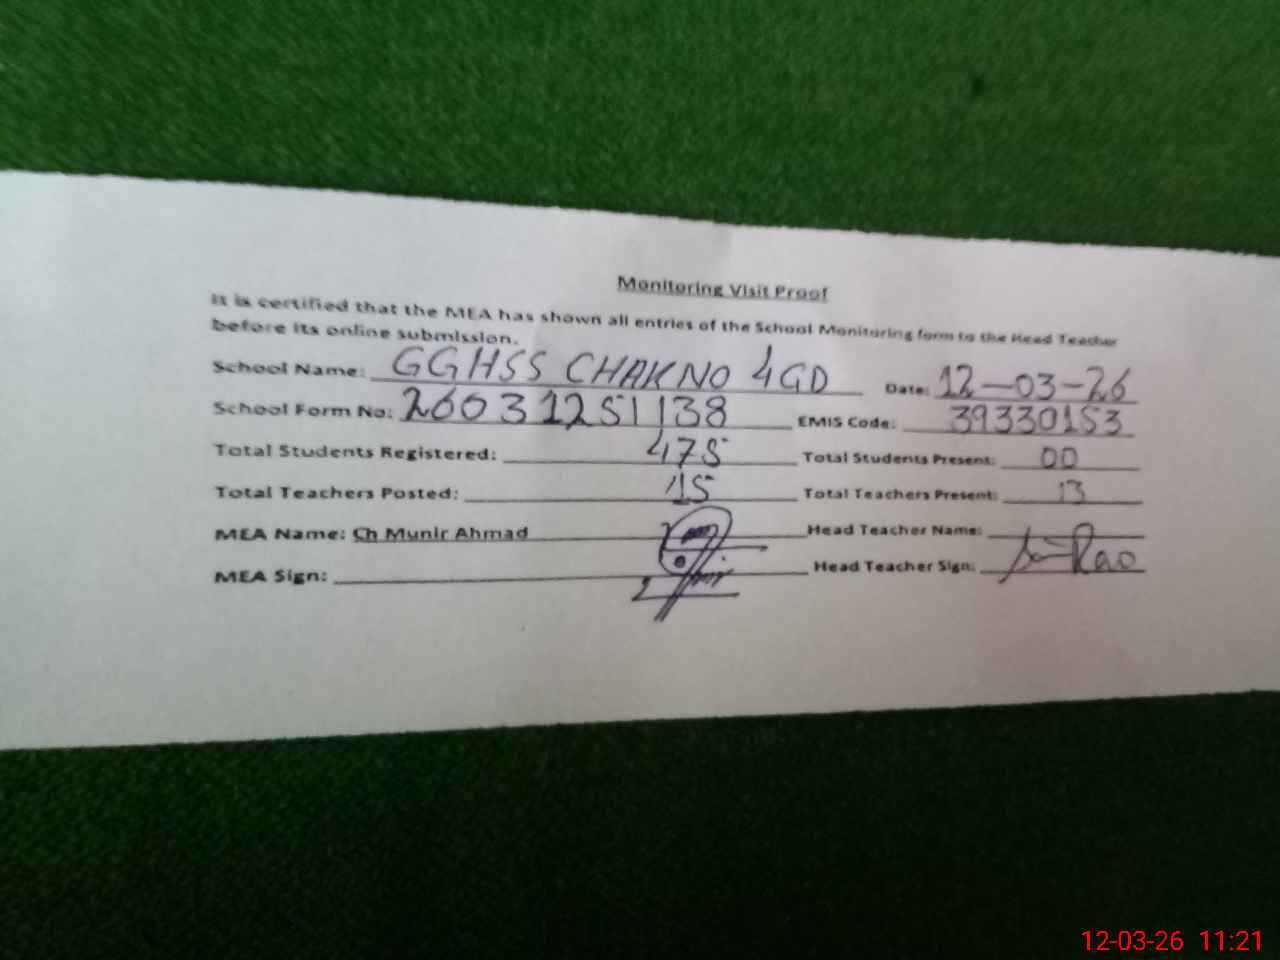 Monitoring Visit Proof
It is certified that the MEA has shown all entries of the School Monitoring form to the Head Teacher
before its online submission.
School Name: GGHSS CHAK NO 4GD Date: 12-03-26
School Form No: 26031251138 EMIS Code: 39330153
Total Students Registered: 475 Total Students Present: 00
Total Teachers Posted: 15 Total Teachers Present: 13
MEA Name: Ch Munir Ahmad Head Teacher Name:
MEA Sign: Head Teacher Sign: Rao
12-03-26 11:21